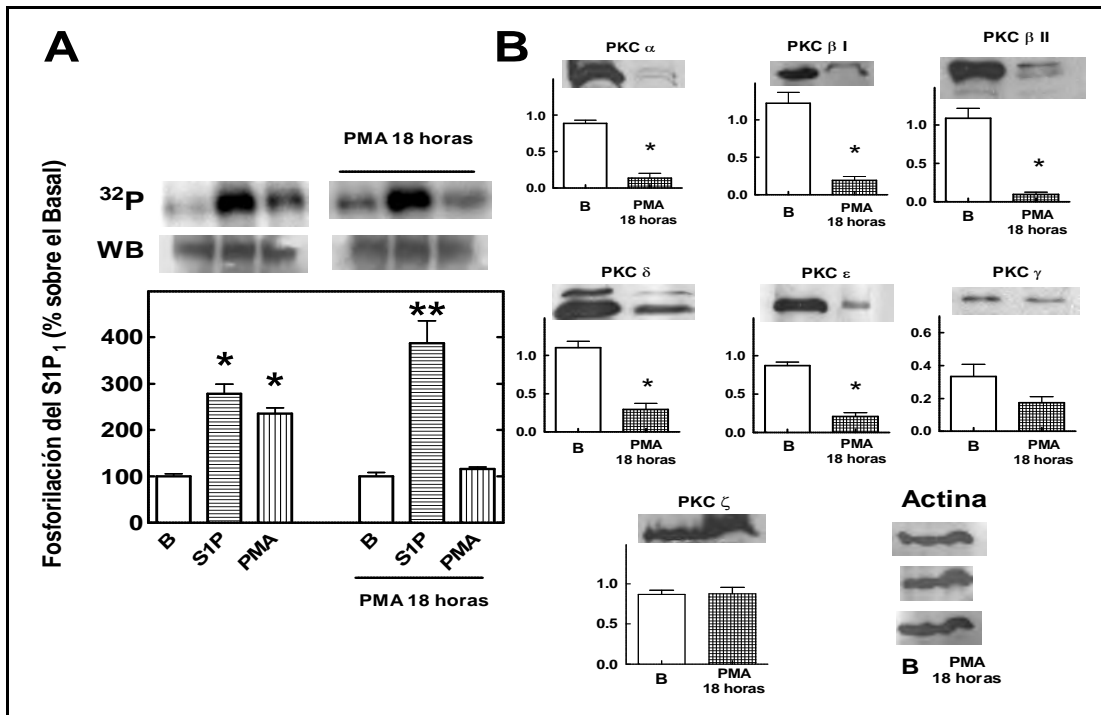 A
PMA 18 horas
32P
WB
Fosforilación del S1P1 (% sobre el Basal)
400
300
200
100
0
*
*
**
B
S1P
PMA
B
S1P
PMA
PMA 18 horas
B
PKC α
1.0
0.5
0.0
*
B
PMA
18 horas
PKC β I
1.0
0.5
0.0
*
B
PMA
18 horas
PKC β II
1.0
0.5
0.0
*
B
PMA
18 horas
PKC δ
1.0
0.5
0.0
*
B
PMA
18 horas
PKC ε
1.0
0.5
0.0
*
B
PMA
18 horas
PKC γ
0.6
0.4
0.2
0.0
B
PMA
18 horas
PKC ζ
1.0
0.5
0.0
B
PMA
18 horas
Actina
B PMA
18 horas